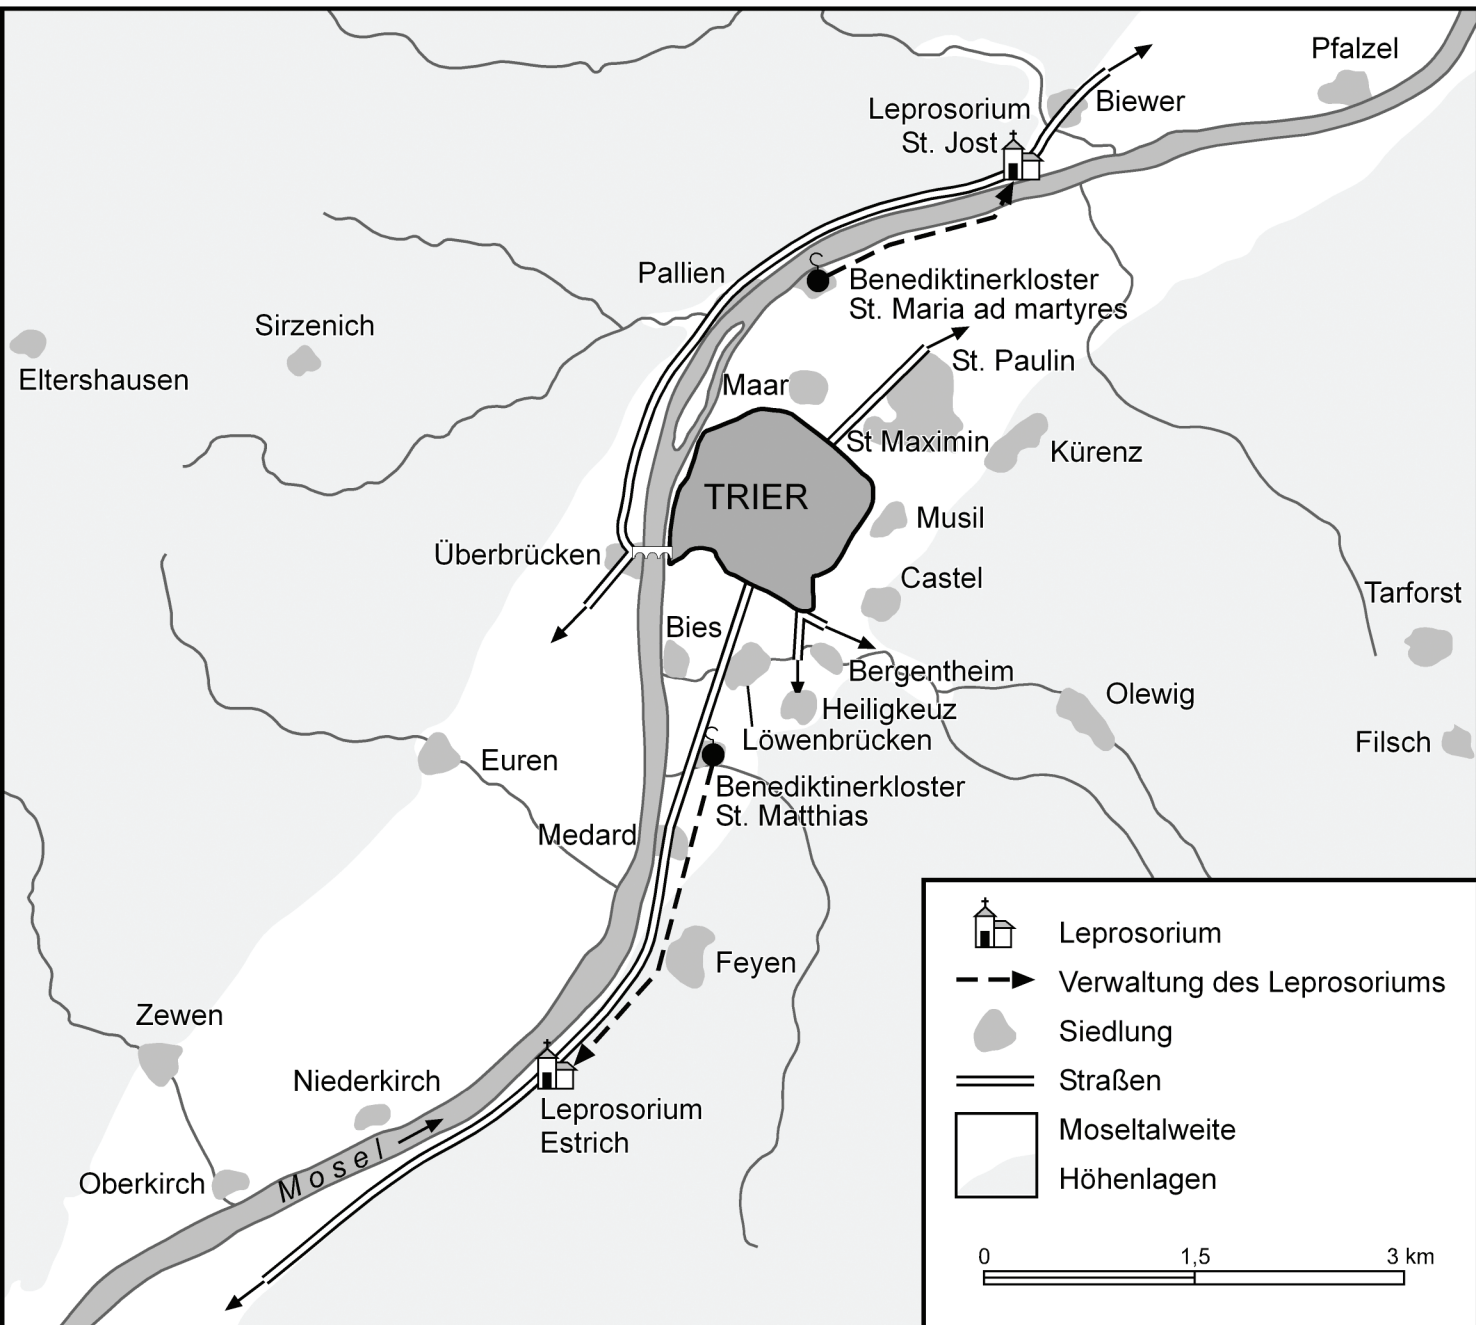 Pfalzel
Biewer
Leprosorium
St. Jost
Pallien
Benediktinerkloster
St. Maria ad martyres
Sirzenich
Eltershausen
St. Paulin
Maar
St Maximin
Kürenz
TRIER
Musil
Überbrücken
Castel
Tarforst
Bies
Bergentheim
Olewig
Heiligkeuz
Löwenbrücken
Filsch
Euren
Benediktinerkloster
St. Matthias
Medard
Feyen
Zewen
Niederkirch
Leprosorium
Estrich
Mosel
Oberkirch
Leprosorium
Verwaltung des Leprosoriums
Siedlung
Straßen
Moseltalweite
Höhenlagen
0 1,5 3 km